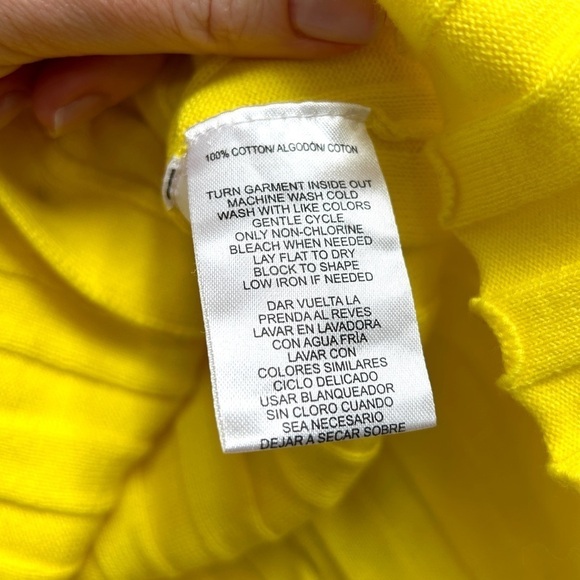 100% COTTON/ ALGODÓN/ COTON
TURN GARMENT INSIDE OUT
MACHINE WASH COLD
WASH WITH LIKE COLORS
GENTLE CYCLE
ONLY NON-CHLORINE
BLEACH WHEN NEEDED
LAY FLAT TO DRY
BLOCK TO SHAPE
LOW IRON IF NEEDED
DAR VUELTA LA
PRENDA AL REVES
LAVAR EN LAVADORA
CON AGUA FRÍA
LAVAR CON
COLORES SIMILARES
CICLO DELICADO
USAR BLANQUEADOR
SIN CLORO CUANDO
SEA NECESARIO
DEJAR A SECAR SOBRE